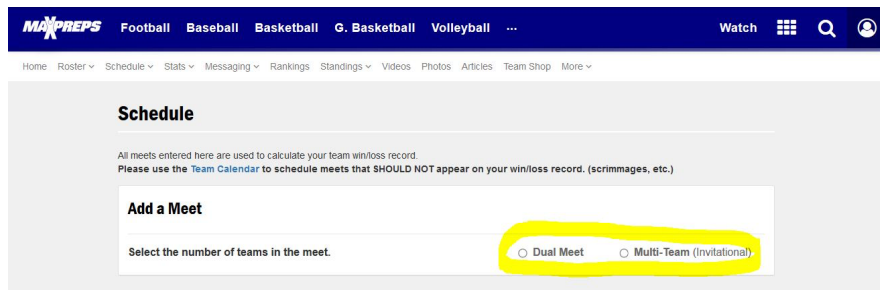 MAXPREPS Football Baseball Basketball G. Basketball Volleyball ... Watch
Home Roster Schedule Stats Messaging Rankings Standings Videos Photos Articles Team Shop More
Schedule
All meets entered here are used to calculate your team win/loss record.
Please use the Team Calendar to schedule meets that SHOULD NOT appear on your win/loss record. (scrimmages, etc.)
Add a Meet
Select the number of teams in the meet. Dual Meet Multi-Team (Invitational)